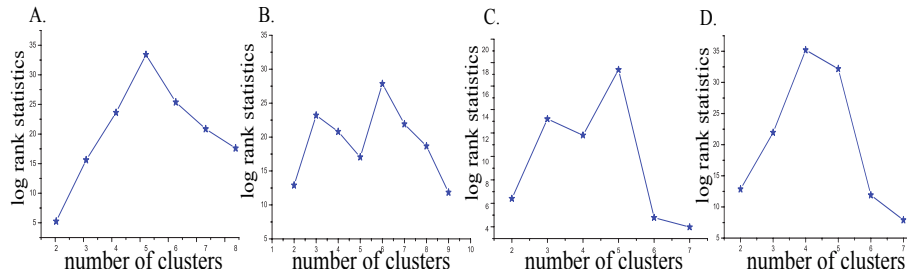 A.
log rank statistics
35
30
25
20
15
10
5
2 3 4 5 6 7 8
number of clusters
B.
log rank statistics
35
30
25
20
15
10
5
1 2 3 4 5 6 7 8 9 10
number of clusters
C.
log rank statistics
20
18
16
14
12
10
8
6
4
2 3 4 5 6 7
number of clusters
D.
log rank statistics
35
30
25
20
15
10
5
2 3 4 5 6 7
number of clusters